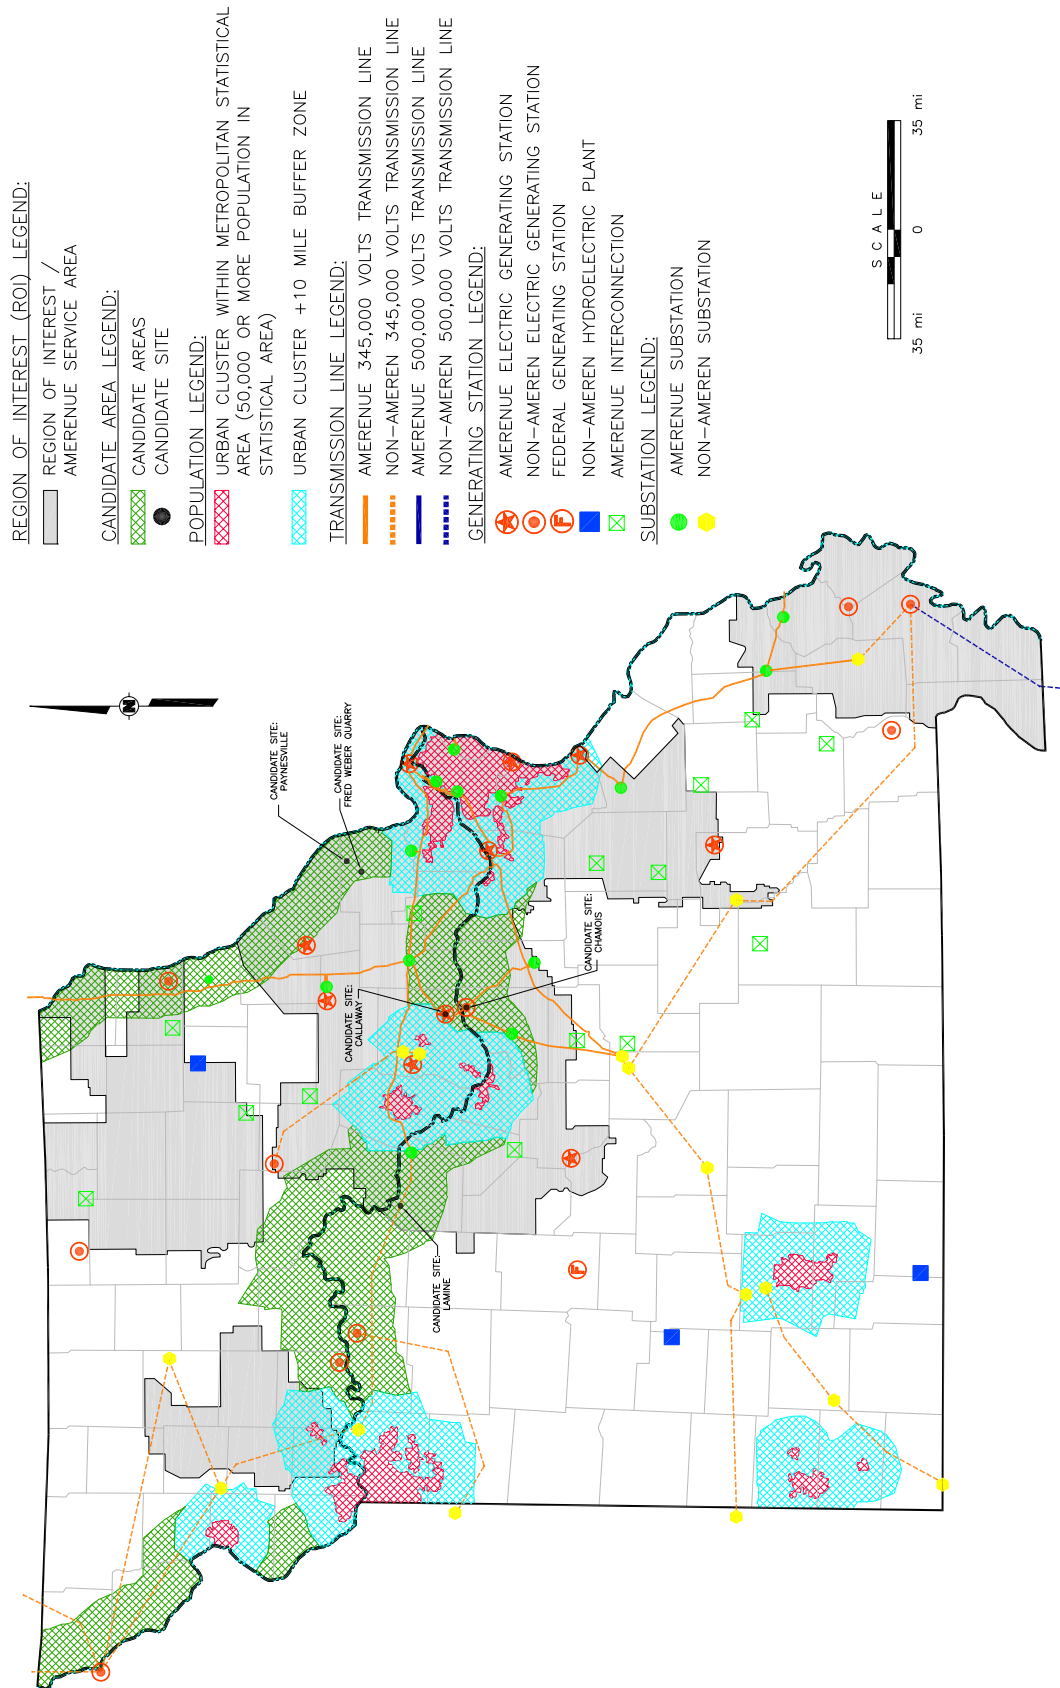 REGION OF INTEREST (ROI) LEGEND:
REGION OF INTEREST /
AMERENUE SERVICE AREA
CANDIDATE AREA LEGEND:
CANDIDATE AREAS
CANDIDATE SITE
POPULATION LEGEND:
URBAN CLUSTER WITHIN METROPOLITAN STATISTICAL
AREA (50,000 OR MORE POPULATION IN
STATISTICAL AREA)
URBAN CLUSTER +10 MILE BUFFER ZONE
TRANSMISSION LINE LEGEND:
AMERENUE 345,000 VOLTS TRANSMISSION LINE
NON-AMEREN 345,000 VOLTS TRANSMISSION LINE
AMERENUE 500,000 VOLTS TRANSMISSION LINE
NON-AMEREN 500,000 VOLTS TRANSMISSION LINE
GENERATING STATION LEGEND:
AMERENUE ELECTRIC GENERATING STATION
NON-AMEREN ELECTRIC GENERATING STATION
F
FEDERAL GENERATING STATION
NON-AMEREN HYDROELECTRIC PLANT
AMERENUE INTERCONNECTION
SUBSTATION LEGEND:
AMERENUE SUBSTATION
NON-AMEREN SUBSTATION
SCALE
35 mi
0
35 mi
N
CANDIDATE SITE:
PAYNESVILLE
CANDIDATE SITE:
FRED WEBER QUARRY
CANDIDATE SITE:
CALLAWAY
CANDIDATE SITE:
CHAMOIS
CANDIDATE SITE:
LAMINE
F